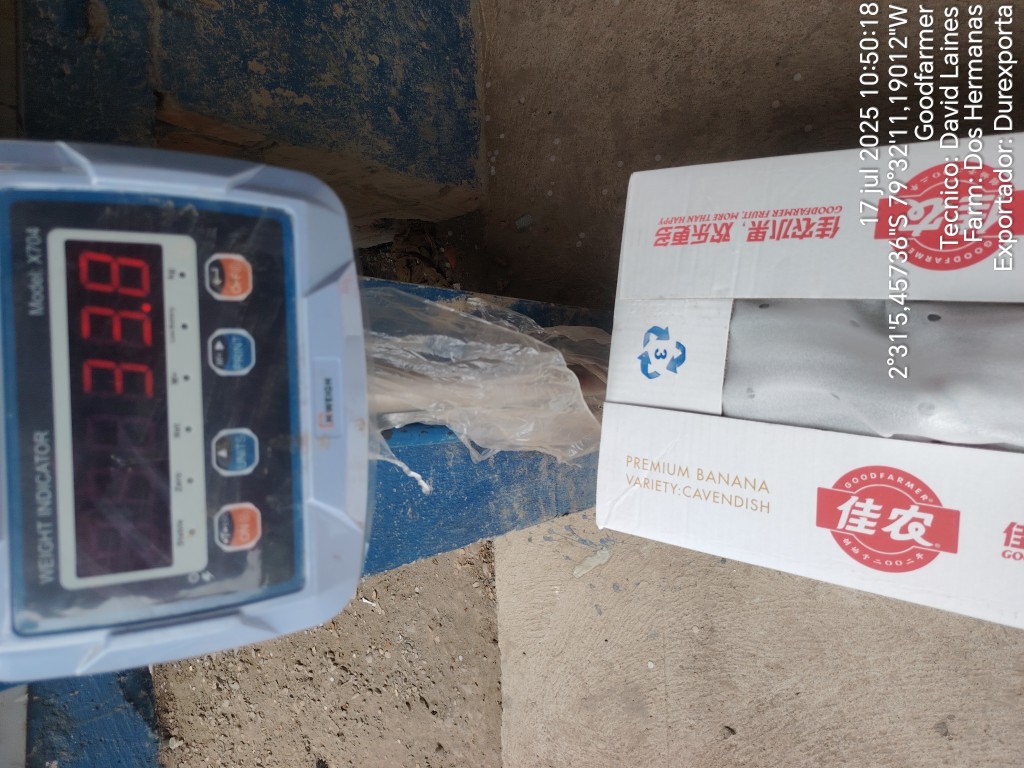 WEIGHT INDICATOR
Model: X704
33.8
Stable Zero Net Low Battery kg
UNITS PRINT OFF
WEIGH
PREMIUM BANANA
VARIETY:CAVENDISH
佳农水果，欢乐更多
GOODFARMER FRUIT, MORE THAN HAPPY
佳农
GOODFARMER
佳农
GOODFARM
17 jul 2025 10:50:18
2°31'5,45736"S 79°32'11,19012"W
Goodfarmer
Tecnico: David Laines
Farm: Dos Hermanas
Exportador: Durexporta